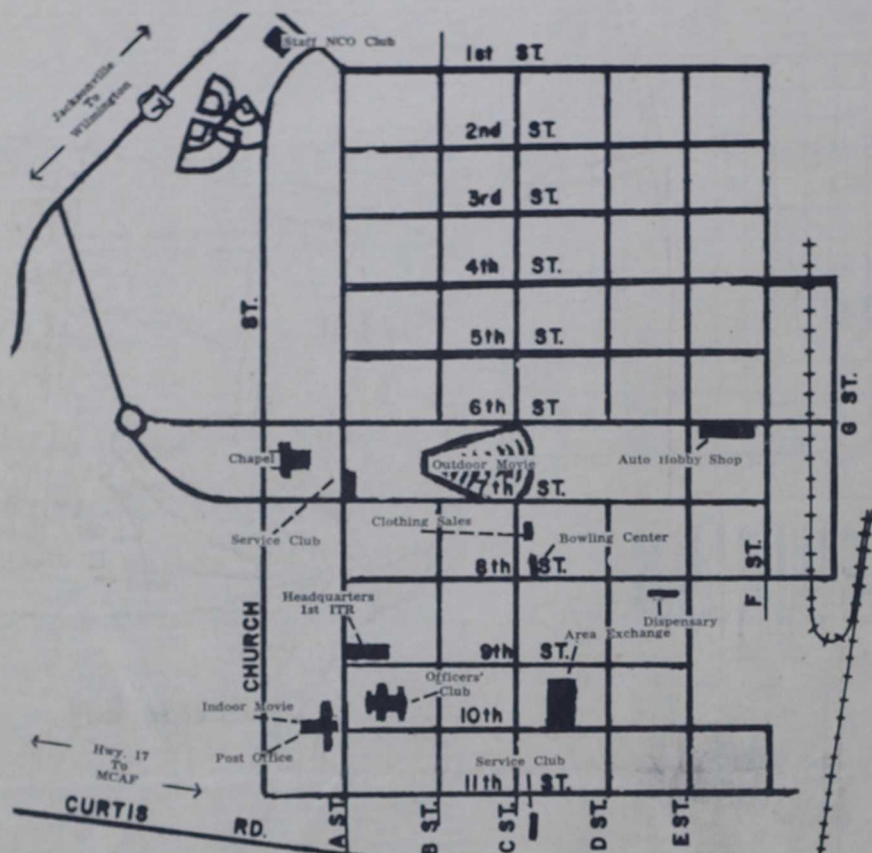 Staff NCO Club
1st ST.
Jacksonville
To
Wilmington
2nd ST.
3rd ST.
4th ST.
ST.
5th ST.
6th ST
G ST.
Chapel
Outdoor Movie
Auto Hobby Shop
th ST.
Service Club
Clothing Sales
Bowling Center
8th ST.
F ST.
Headquarters
1st ITR
Dispensary
Area Exchange
9th ST.
CHURCH
Officers'
Club
Indoor Movie
10th
Post Office
Hwy. 17
To
MCAF
Service Club
11th ST.
CURTIS RD.
A ST.
B ST.
C ST.
D ST.
E ST.